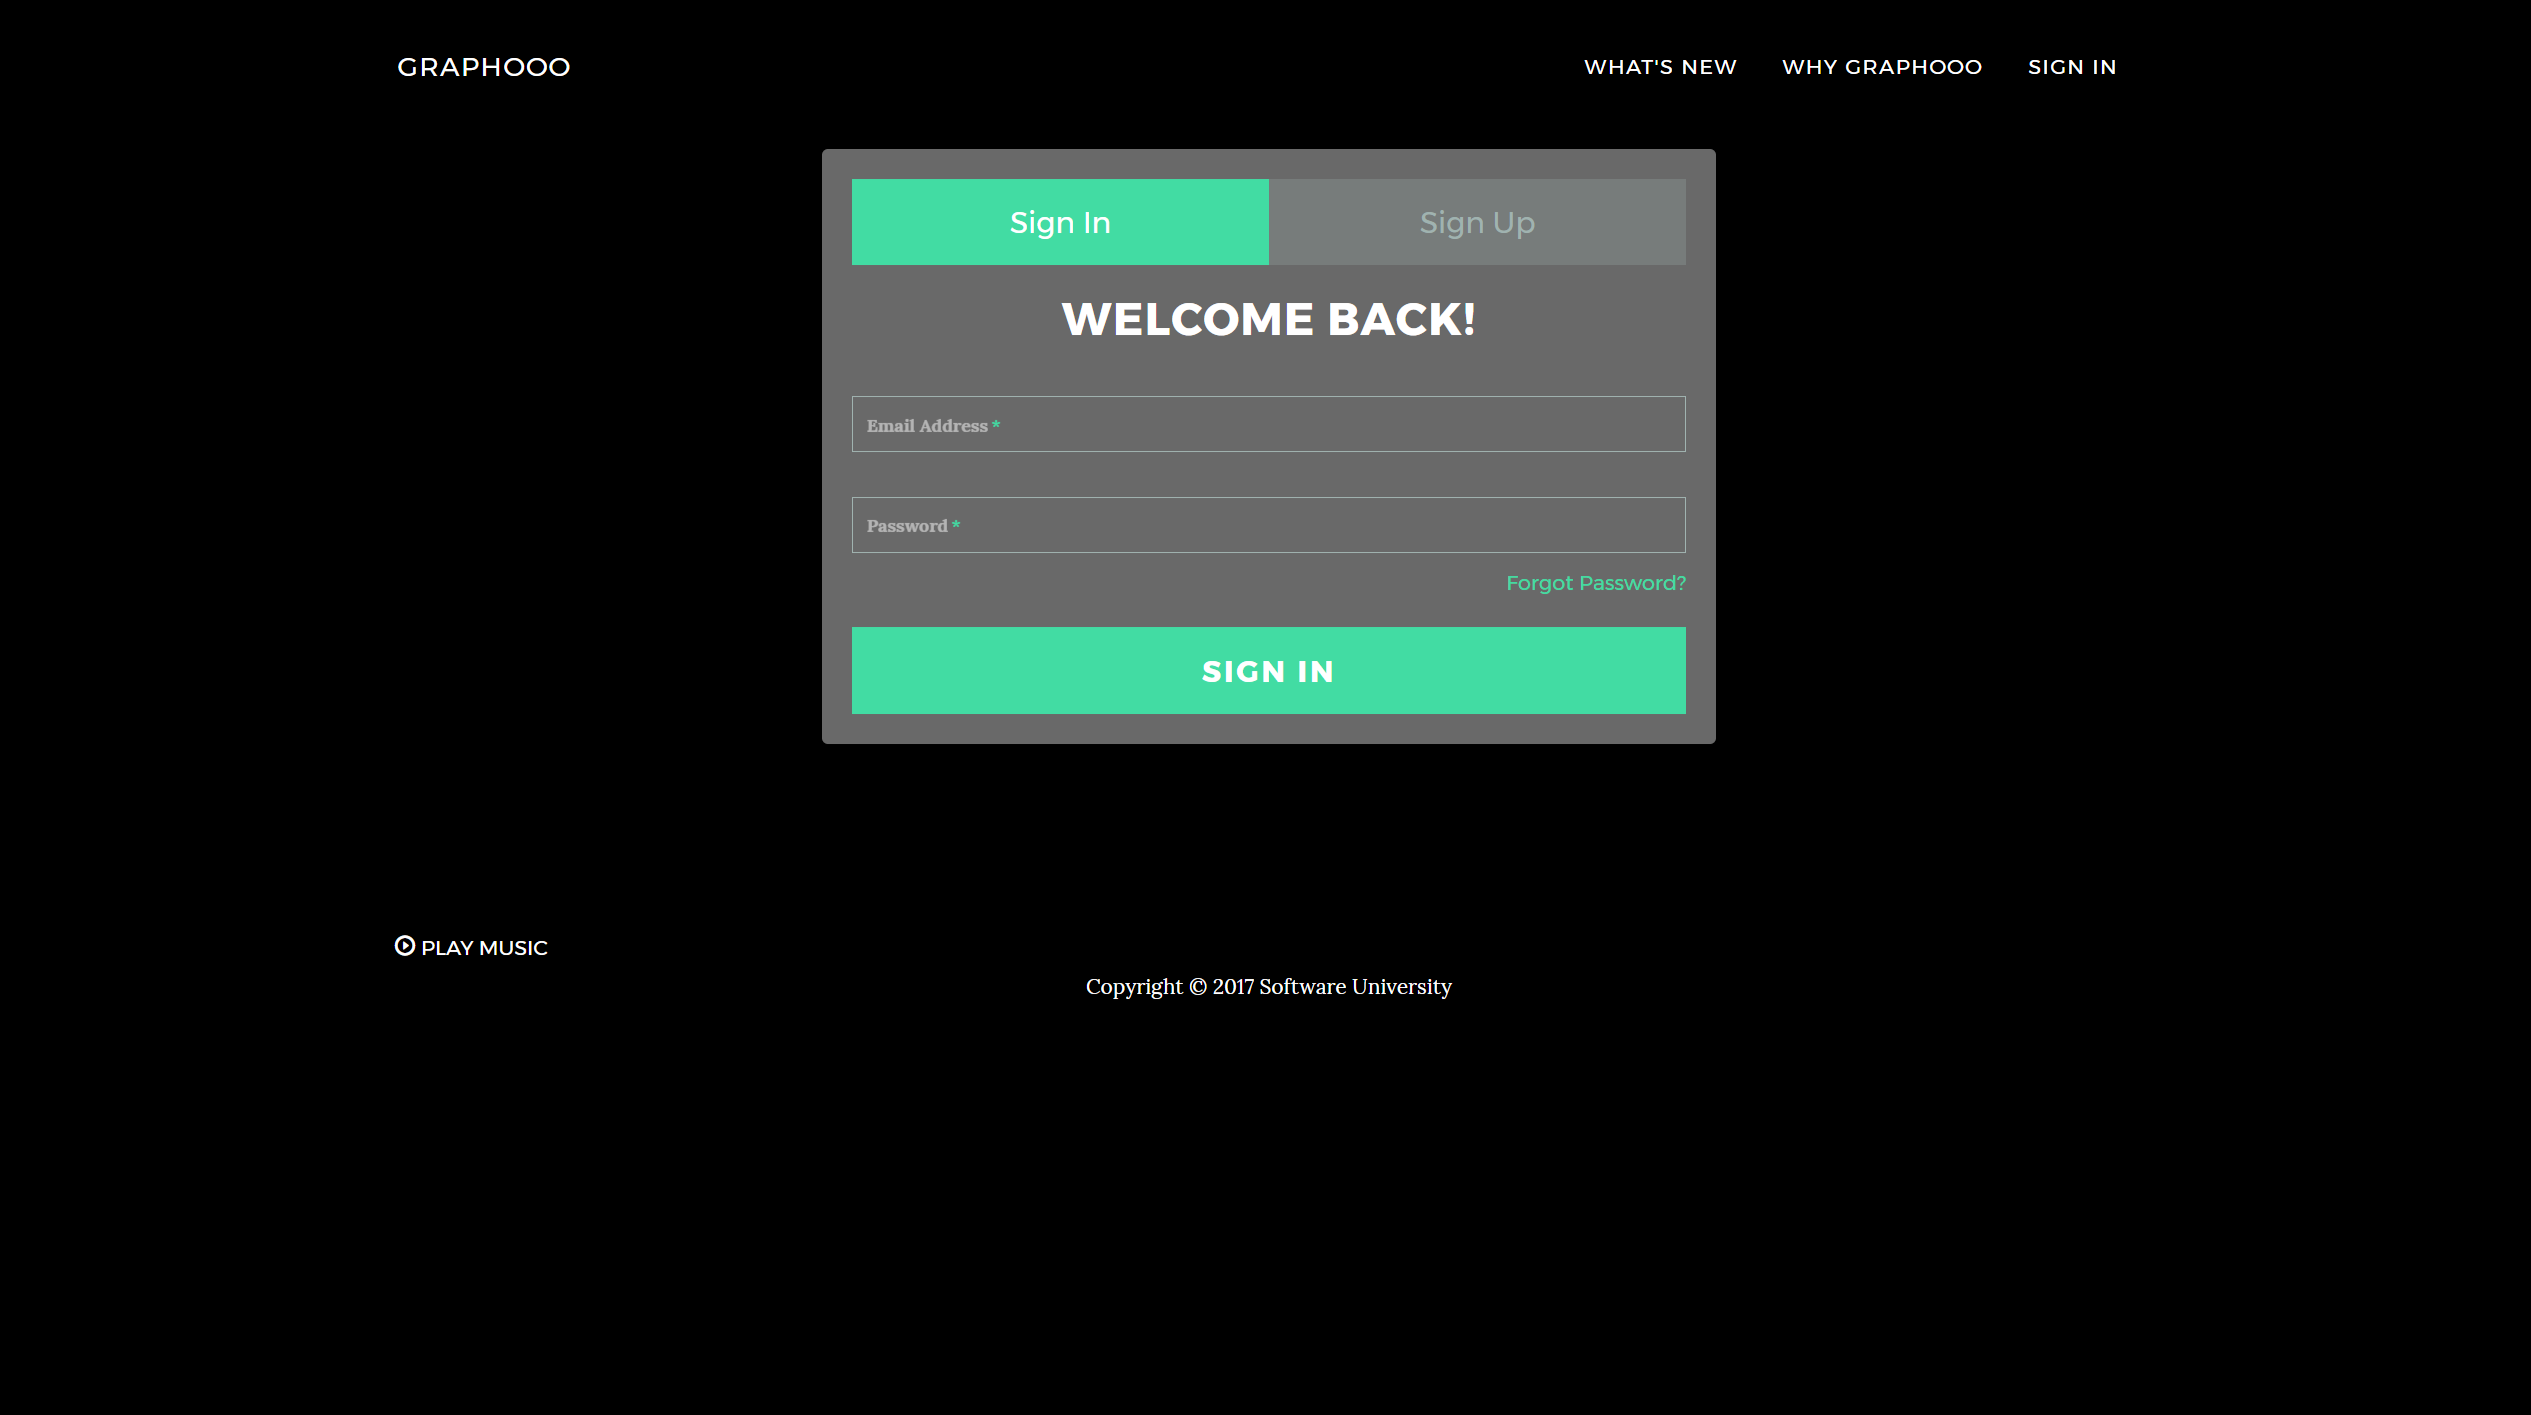 GRAPHOOO
WHAT'S NEW WHY GRAPHOOO SIGN IN
Sign In Sign Up
WELCOME BACK!
Email Address *
Password *
Forgot Password?
SIGN IN
PLAY MUSIC
Copyright © 2017 Software University